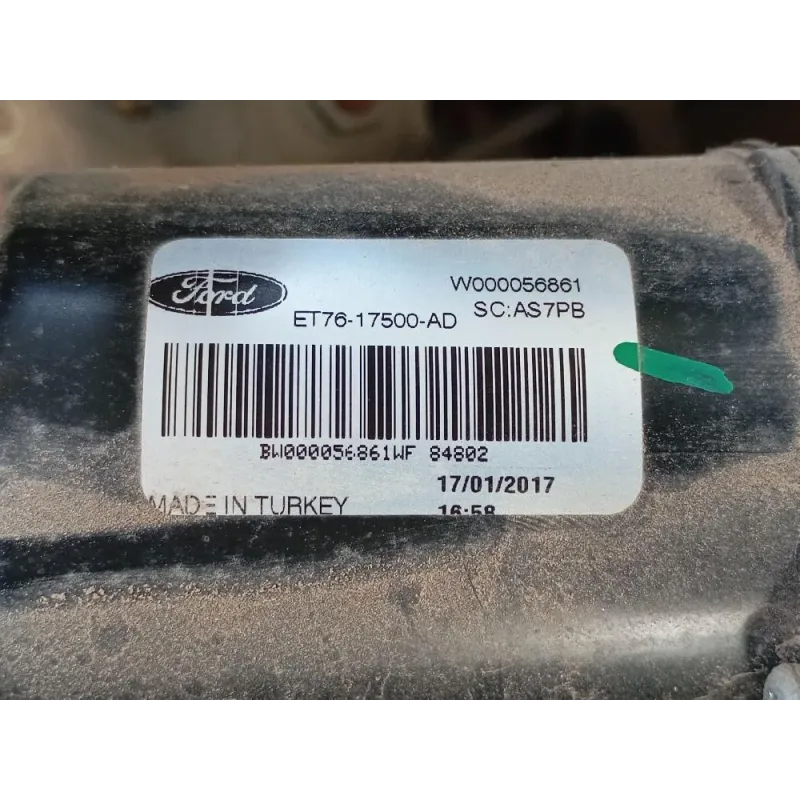 Ford
W000056861
ET76-17500-AD
SC:AS7PB
BW000056861WF 84802
17/01/2017
MADE IN TURKEY
16:58